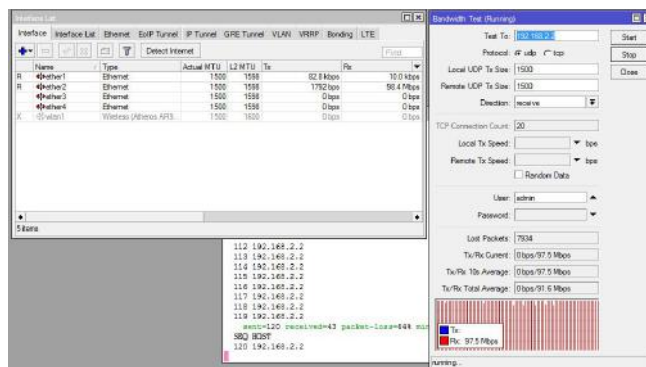 Interface List
Interface Interface List Ethernet EoIP Tunnel IP Tunnel GRE Tunnel VLAN VRRP Bonding LTE
Detect Internet
Find
Name Type Actual MTU L2 MTU Tx Rx
R ether1 Ethernet 1500 1598 82.8 kbps 10.0 kbps
R ether2 Ethernet 1500 1598 1792 bps 98.4 Mbps
ether3 Ethernet 1500 1598 0 bps 0 bps
ether4 Ethernet 1500 1598 0 bps 0 bps
X wlan1 Wireless (Atheros AR9... 1500 1600 0 bps 0 bps
5 items
112 192.168.2.2
113 192.168.2.2
114 192.168.2.2
115 192.168.2.2
116 192.168.2.2
117 192.168.2.2
118 192.168.2.2
119 192.168.2.2
sent=120 received=43 packet-loss=64%
SEQ HOST
120 192.168.2.2
Bandwidth Test (Running)
Test To: 192.168.2.2
Protocol: udp tcp
Local UDP Tx Size: 1500
Remote UDP Tx Size: 1500
Direction: receive
TCP Connection Count: 20
Local Tx Speed: bps
Remote Tx Speed: bps
Random Data
User: admin
Password:
Lost Packets: 7934
Tx/Rx Current: 0 bps/97.5 Mbps
Tx/Rx 10s Average: 0 bps/97.5 Mbps
Tx/Rx Total Average: 0 bps/91.6 Mbps
Tx:
Rx: 97.5 Mbps
running...
Start
Stop
Close